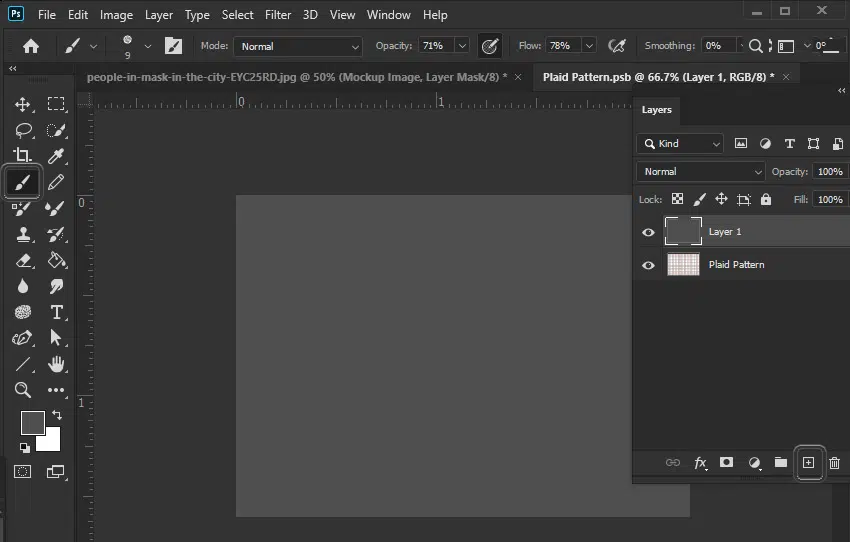 Ps File Edit Image Layer Type Select Filter 3D View Window Help
9 Mode: Normal Opacity: 71% Flow: 78% Smoothing: 0% 0°
people-in-mask-in-the-city-EYC25RD.jpg @ 50% (Mockup Image, Layer Mask/8) * × Plaid Pattern.psb @ 66.7% (Layer 1, RGB/8) * ×
0 1
Layers
Kind
Normal Opacity: 100%
Lock: Fill: 100%
0
Layer 1
Plaid Pattern
1
fx